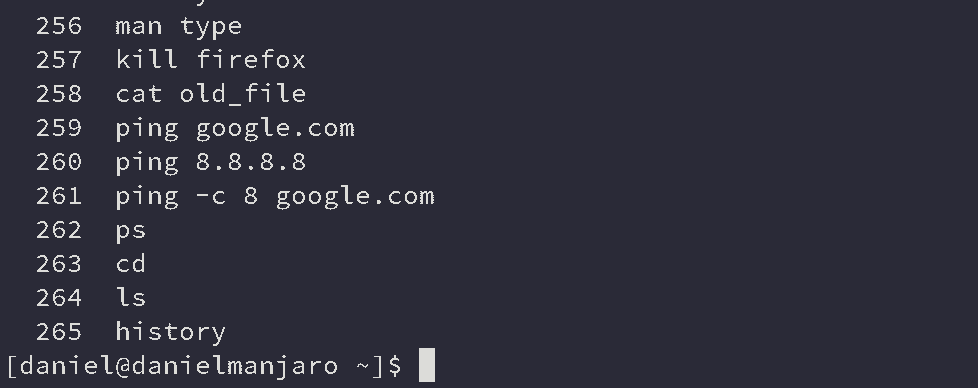 256 man type
257 kill firefox
258 cat old_file
259 ping google.com
260 ping 8.8.8.8
261 ping -c 8 google.com
262 ps
263 cd
264 ls
265 history
[daniel@danielmanjaro ~]$